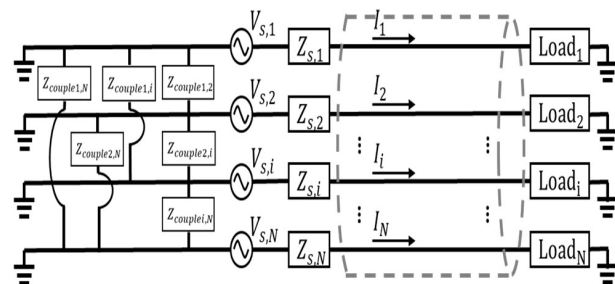 V_{s,1} I_1
Z_{couple1,N} Z_{couple1,i} Z_{couple1,2} Z_{s,1} Load_1
V_{s,2} I_2
Z_{couple2,N} Z_{couple2,i} Z_{s,2} Load_2
V_{s,i} I_i
Z_{couplei,N} Z_{s,i} Load_i
V_{s,N} I_N
Z_{s,N} Load_N